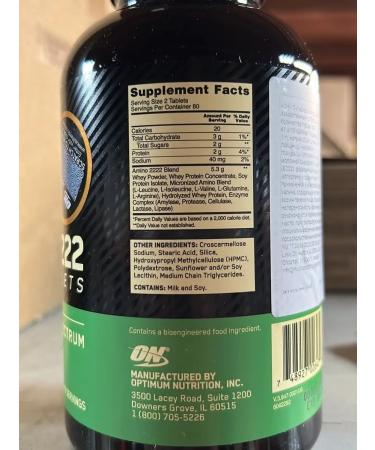 Supplement Facts
Serving Size 2 Tablets
Servings Per Container 80
Amount Per Serving % Daily Value
Calories 20
Total Carbohydrate 3 g 1%*
Total Sugars 2 g **
Protein 2 g 4%*
Sodium 40 mg 2%
Amino 2222 Blend 5.3 g **
Whey Powder, Whey Protein Concentrate, Soy
Protein Isolate, Micronized Amino Blend
(L-Leucine, L-Isoleucine, L-Valine, L-Glutamine,
L-Arginine), Hydrolyzed Whey Protein, Enzyme
Complex (Amylase, Protease, Cellulase,
Lactase, Lipase)
*Percent Daily Values are based on a 2,000 calorie diet.
**Daily Value not established.
OTHER INGREDIENTS: Croscarmellose
Sodium, Stearic Acid, Silica,
Hydroxypropyl Methylcellulose (HPMC),
Polydextrose, Sunflower and/or Soy
Lecithin, Medium Chain Triglycerides.
CONTAINS: Milk and Soy.
222
ETS
TRUM
Contains a bioengineered food ingredient.
ON
MANUFACTURED BY
OPTIMUM NUTRITION, INC.
3500 Lacey Road, Suite 1200
Downers Grove, IL 60515
1 (800) 705-5226